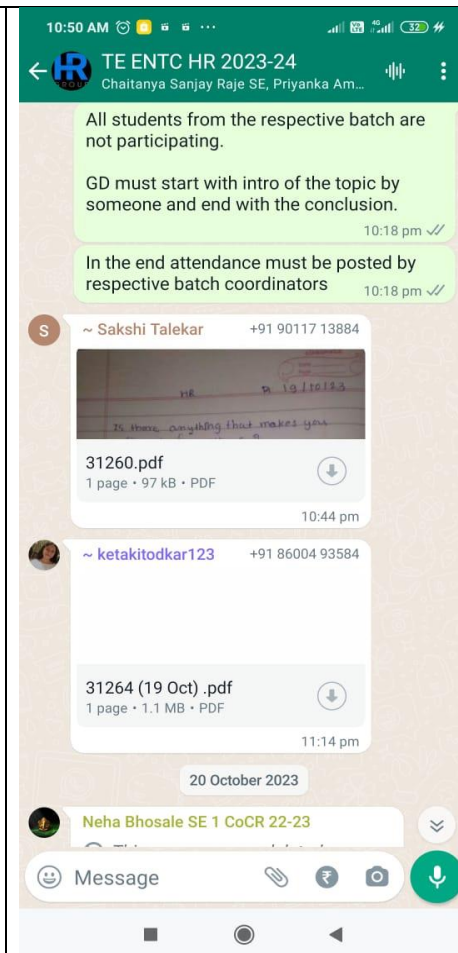 10:50 AM
4G
32
HR
GROUP
TE ENTC HR 2023-24
Chaitanya Sanjay Raje SE, Priyanka Am...
All students from the respective batch are
not participating.
GD must start with intro of the topic by
someone and end with the conclusion.
10:18 pm
In the end attendance must be posted by
respective batch coordinators
10:18 pm
S
~ Sakshi Talekar +91 90117 13884
HR
19/10/23
Is there anything that makes you
31260.pdf
1 page • 97 kB • PDF
10:44 pm
~ ketakitodkar123 +91 86004 93584
31264 (19 Oct) .pdf
1 page • 1.1 MB • PDF
11:14 pm
20 October 2023
Neha Bhosale SE 1 CoCR 22-23
Message
₹